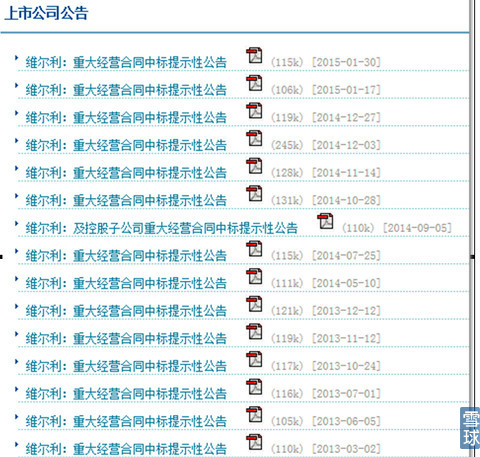 上市公司公告
维尔利：重大经营合同中标提示性公告 (115k) [2015-01-30]
维尔利：重大经营合同中标提示性公告 (106k) [2015-01-17]
维尔利：重大经营合同中标提示性公告 (119k) [2014-12-27]
维尔利：重大经营合同中标提示性公告 (245k) [2014-12-03]
维尔利：重大经营合同中标提示性公告 (128k) [2014-11-14]
维尔利：重大经营合同中标提示性公告 (131k) [2014-10-28]
维尔利：及控股子公司重大经营合同中标提示性公告 (110k) [2014-09-05]
维尔利：重大经营合同中标提示性公告 (115k) [2014-07-25]
维尔利：重大经营合同中标提示性公告 (111k) [2014-05-10]
维尔利：重大经营合同中标提示性公告 (121k) [2013-12-12]
维尔利：重大经营合同中标提示性公告 (119k) [2013-11-12]
维尔利：重大经营合同中标提示性公告 (117k) [2013-10-24]
维尔利：重大经营合同中标提示性公告 (116k) [2013-07-01]
维尔利：重大经营合同中标提示性公告 (105k) [2013-06-05]
维尔利：重大经营合同中标提示性公告 (110k) [2013-03-02]
雪球